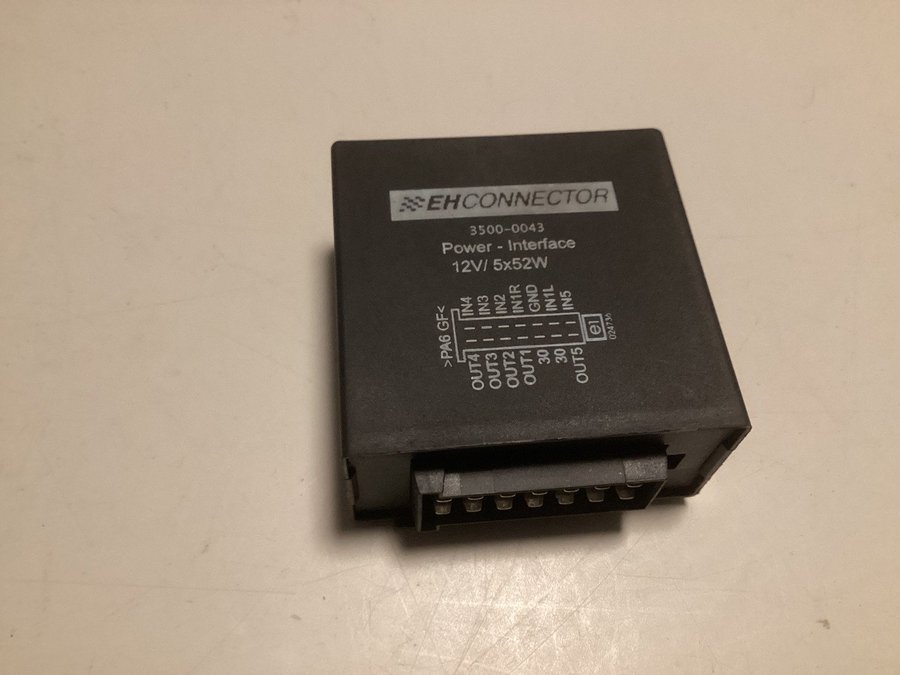 EHCONNECTOR
3500-0043
Power - Interface
12V/ 5x52W
>PA6 GF<
IN4
IN3
IN2
IN1R
GND
IN1L
IN5
OUT4
OUT3
OUT2
OUT1
30
30
OUT5
e1
024736